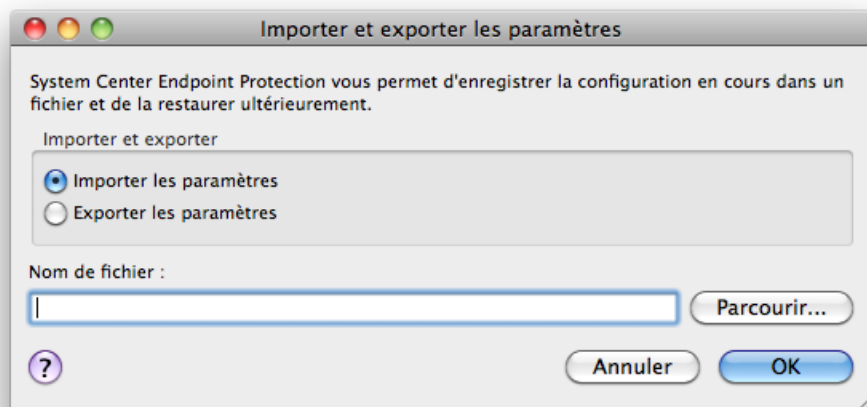 Importer et exporter les paramètres
System Center Endpoint Protection vous permet d'enregistrer la configuration en cours dans un
fichier et de la restaurer ultérieurement.
Importer et exporter
Importer les paramètres
Exporter les paramètres
Nom de fichier :
Parcourir...
?
Annuler
OK